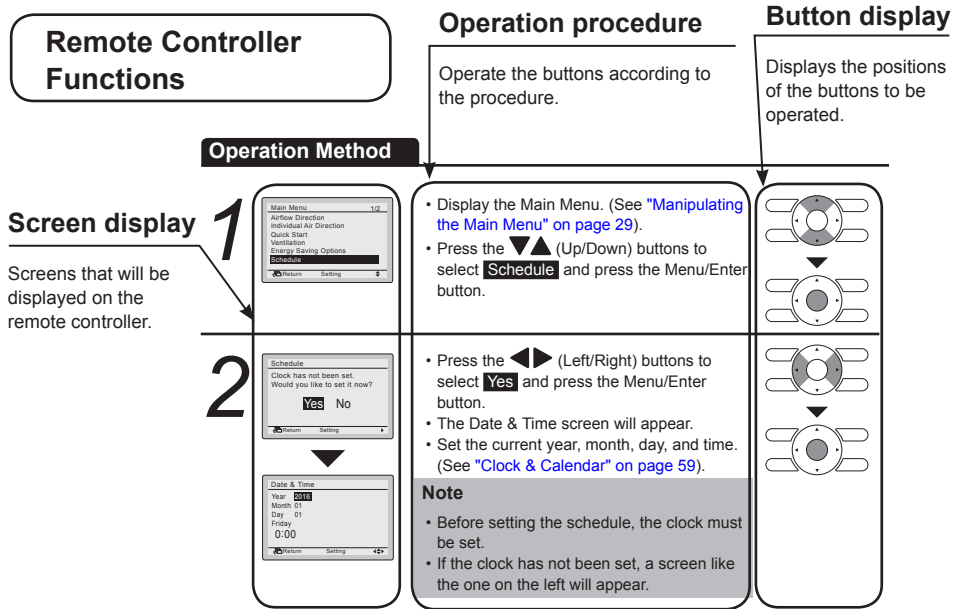 Remote Controller
Functions
Operation procedure
Operate the buttons according to
the procedure.
Button display
Displays the positions
of the buttons to be
operated.
Operation Method
Screen display
Screens that will be
displayed on the
remote controller.
1
Main Menu 1/2
Airflow Direction
Individual Air Direction
Quick Start
Ventilation
Energy Saving Options
Schedule
Return Setting
• Display the Main Menu. (See "Manipulating
the Main Menu" on page 29).
• Press the ▼▲ (Up/Down) buttons to
select Schedule and press the Menu/Enter
button.
2
Schedule
Clock has not been set.
Would you like to set it now?
Yes No
Return Setting
Date & Time
Year 2016
Month 01
Day 01
Friday
0:00
Return Setting
• Press the ◀▶ (Left/Right) buttons to
select Yes and press the Menu/Enter
button.
• The Date & Time screen will appear.
• Set the current year, month, day, and time.
(See "Clock & Calendar" on page 59).
Note
• Before setting the schedule, the clock must
be set.
• If the clock has not been set, a screen like
the one on the left will appear.